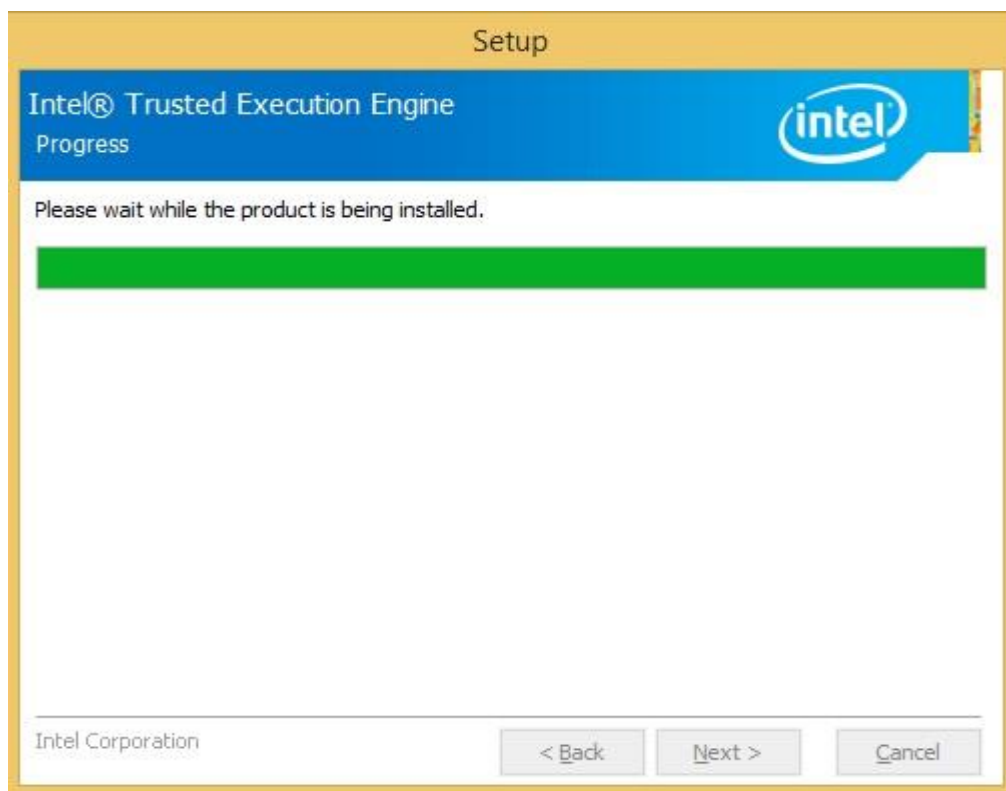 Setup
Intel® Trusted Execution Engine
Progress
intel
Please wait while the product is being installed.
Intel Corporation
< Back
Next >
Cancel